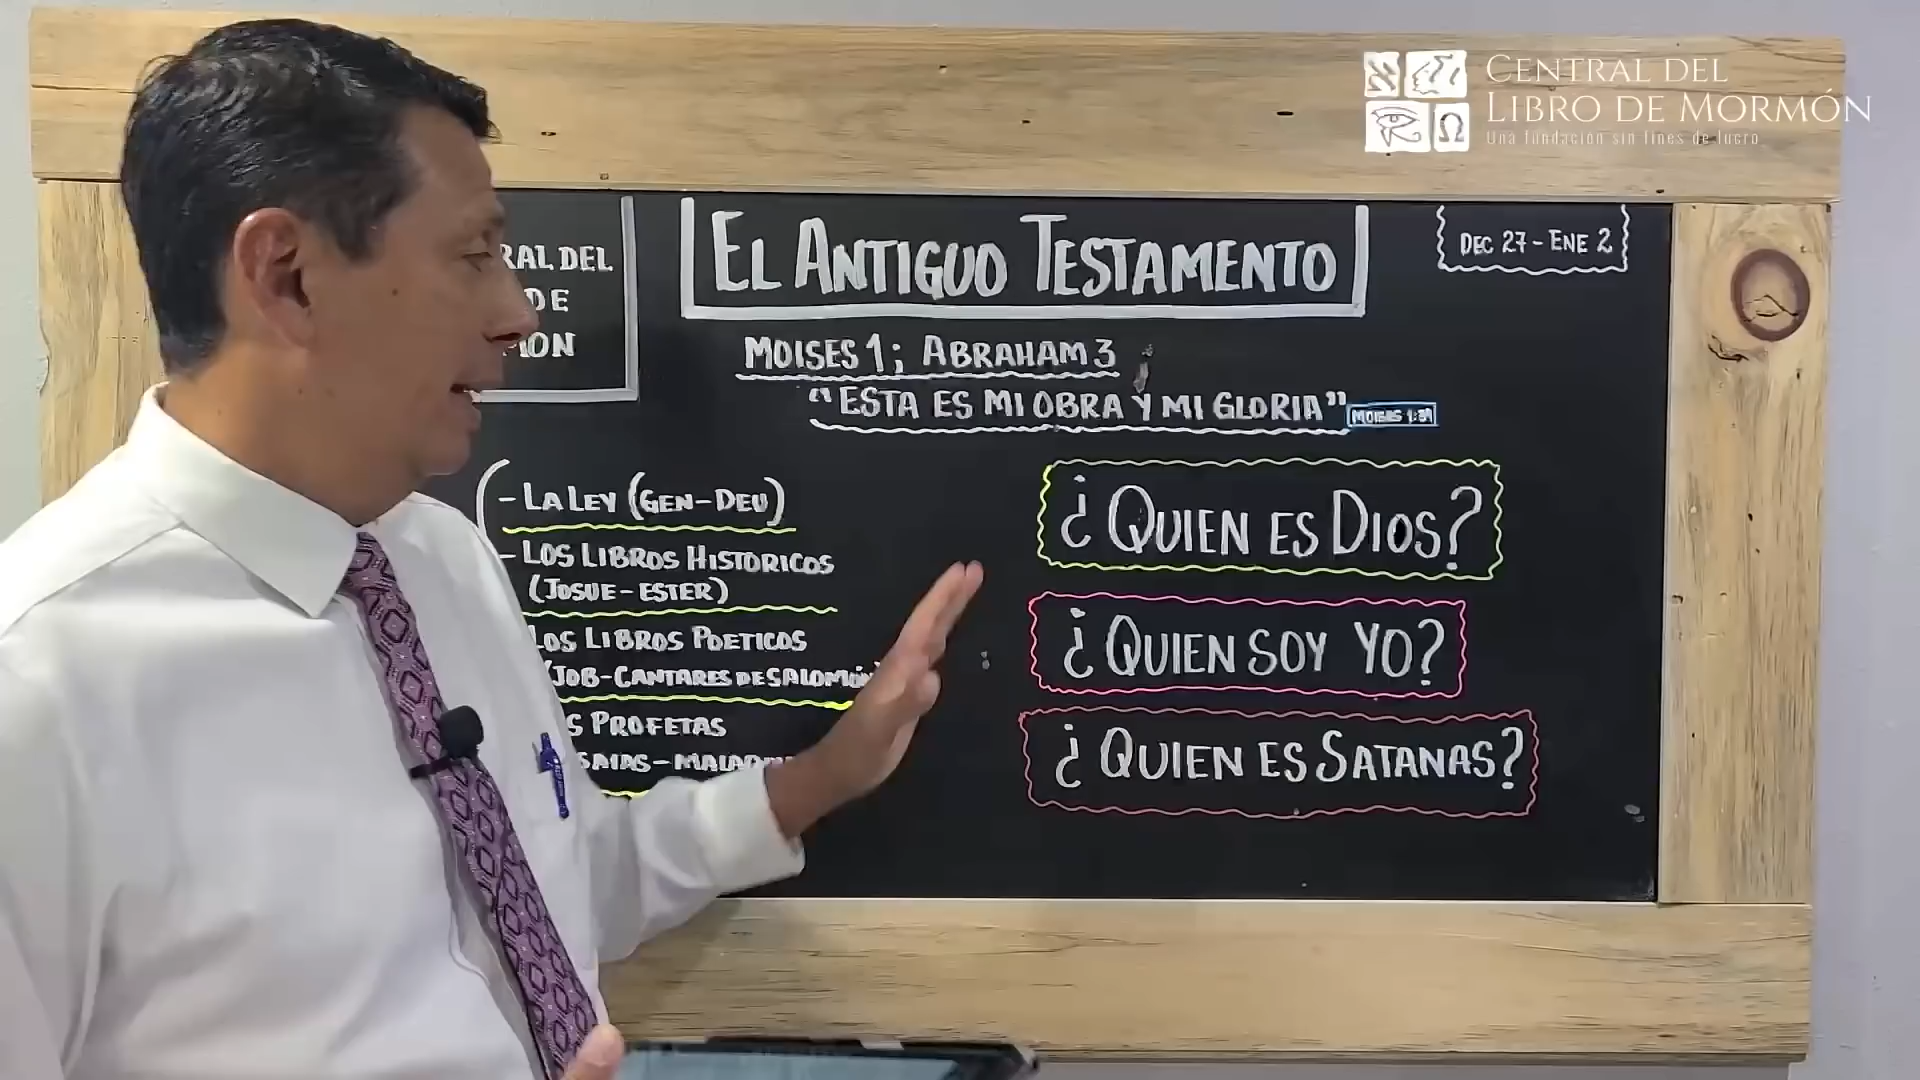 CENTRAL DEL
LIBRO DE MORMÓN
Una fundación sin fines de lucro
RAL DEL
DE
MON
EL ANTIGUO TESTAMENTO
DEC 27 - ENE 2
MOISES 1; ABRAHAM 3
"ESTA ES MI OBRA Y MI GLORIA"
MOISES 1:39
- LA LEY (GEN-DEU)
- LOS LIBROS HISTORICOS
(JOSUE - ESTER)
LOS LIBROS POETICOS
(JOB-CANTARES DE SALOMÓN)
S PROFETAS
SAIAS - MALAQU
¿QUIEN ES DIOS?
¿QUIEN SOY YO?
¿QUIEN ES SATANAS?